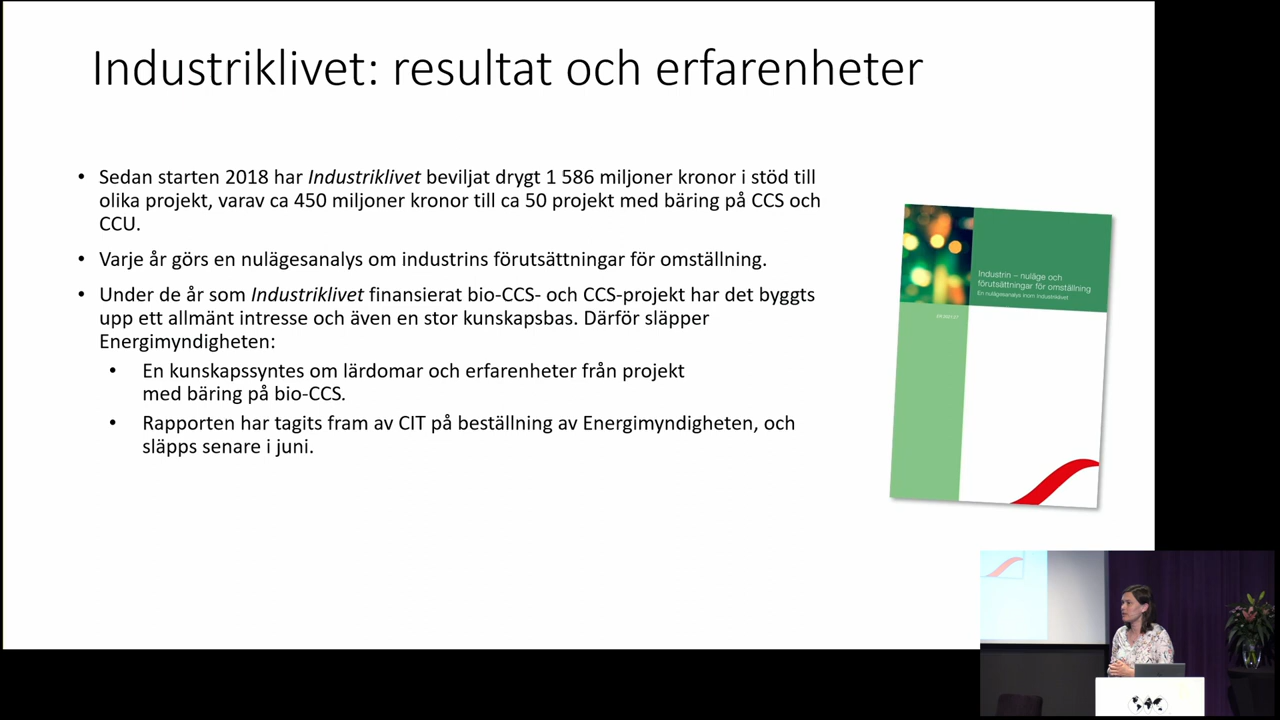 Industriklivet: resultat och erfarenheter
• Sedan starten 2018 har Industriklivet beviljat drygt 1 586 miljoner kronor i stöd till
olika projekt, varav ca 450 miljoner kronor till ca 50 projekt med bäring på CCS och
CCU.
• Varje år görs en nulägesanalys om industrins förutsättningar för omställning.
• Under de år som Industriklivet finansierat bio-CCS- och CCS-projekt har det byggts
upp ett allmänt intresse och även en stor kunskapsbas. Därför släpper
Energimyndigheten:
• En kunskapssyntes om lärdomar och erfarenheter från projekt
med bäring på bio-CCS.
• Rapporten har tagits fram av CIT på beställning av Energimyndigheten, och
släpps senare i juni.
Industrin – nuläge och
förutsättningar för omställning
En nulägesanalys inom Industriklivet